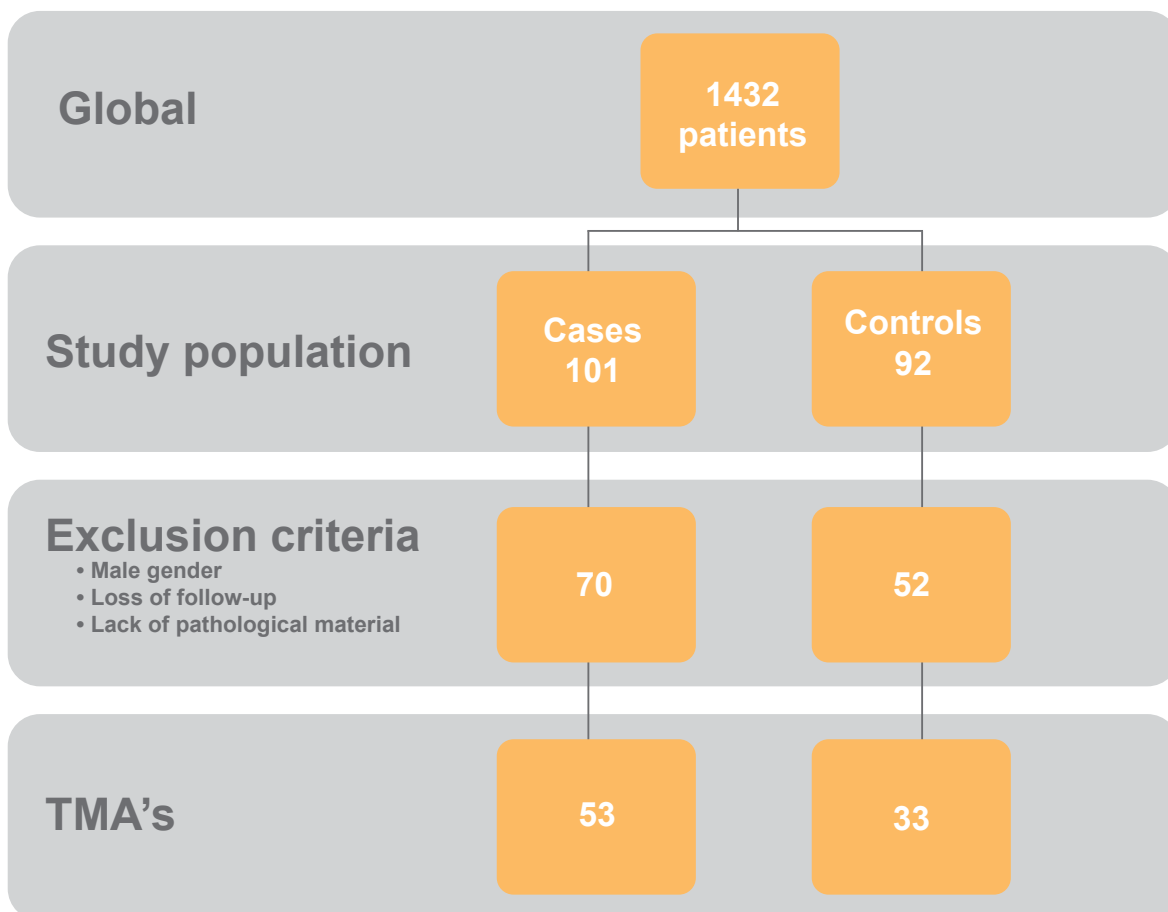 Global
1432
patients
Study population
Cases
101
Controls
92
Exclusion criteria
• Male gender
• Loss of follow-up
• Lack of pathological material
70
52
TMA’s
53
33